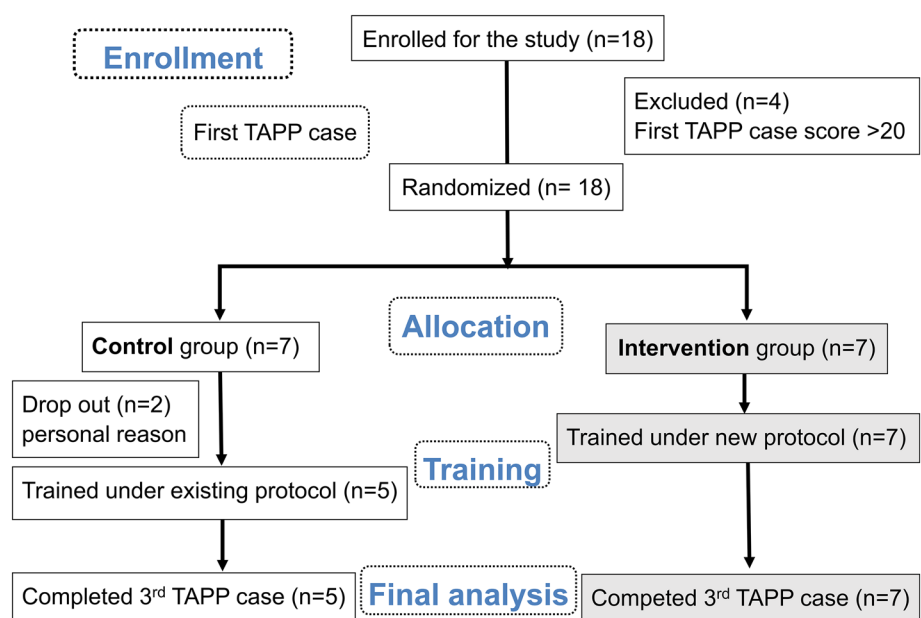 Enrolled for the study (n=18)
Enrollment
Excluded (n=4)
First TAPP case score >20
First TAPP case
Randomized (n= 18)
Allocation
Control group (n=7)
Intervention group (n=7)
Drop out (n=2)
personal reason
Trained under new protocol (n=7)
Training
Trained under existing protocol (n=5)
Completed 3rd TAPP case (n=5)
Final analysis
Competed 3rd TAPP case (n=7)